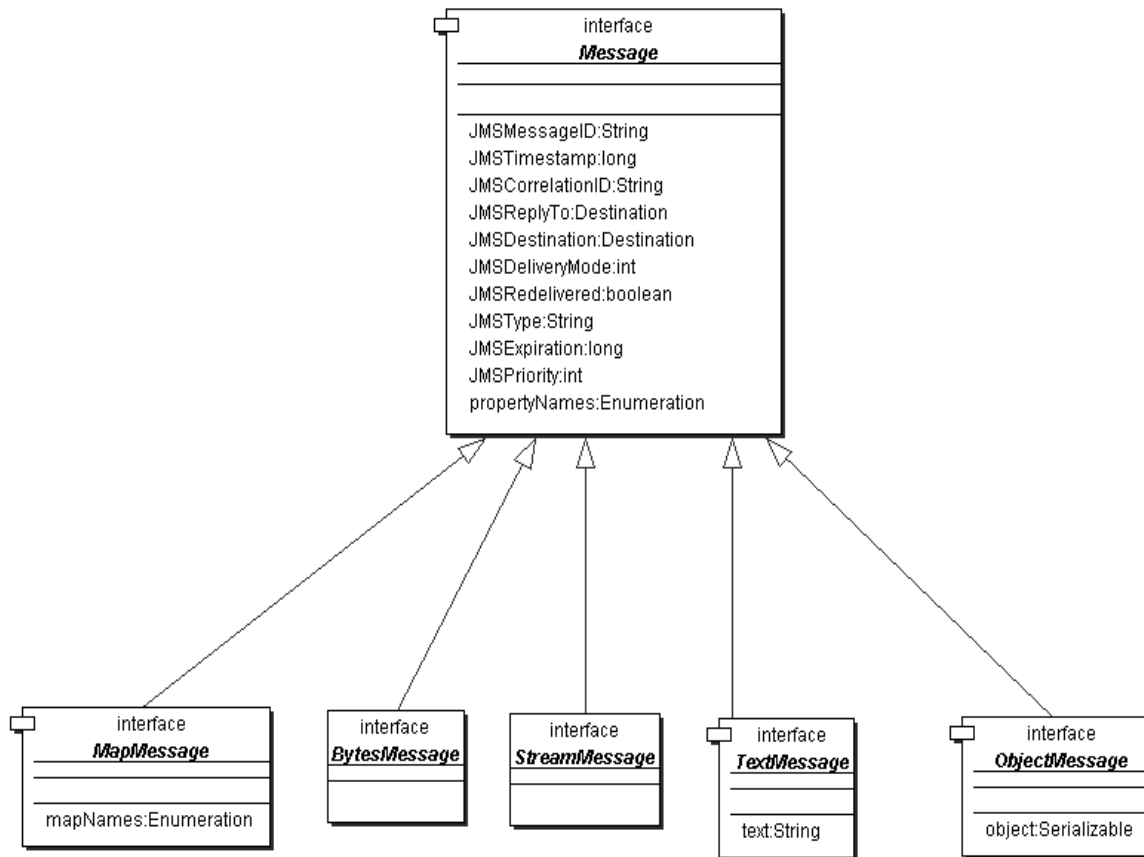 interface
Message
JMSMessageID:String
JMSTimestamp:long
JMSCorrelationID:String
JMSReplyTo:Destination
JMSDestination:Destination
JMSDeliveryMode:int
JMSRedelivered:boolean
JMSType:String
JMSExpiration:long
JMSPriority:int
propertyNames:Enumeration
interface
MapMessage
mapNames:Enumeration
interface
BytesMessage
interface
StreamMessage
interface
TextMessage
text:String
interface
ObjectMessage
object:Serializable